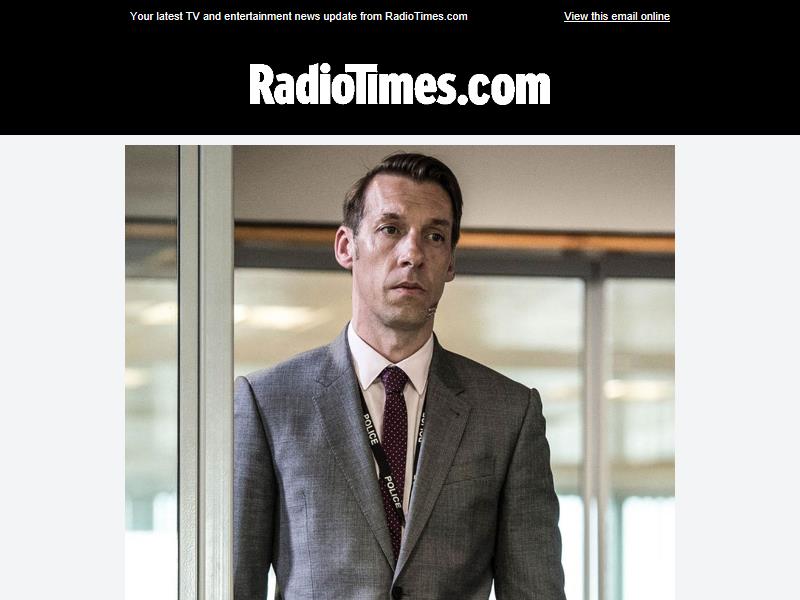 Your latest TV and entertainment news update from RadioTimes.com
View this email online
RadioTimes.com
POLICE
POLICE